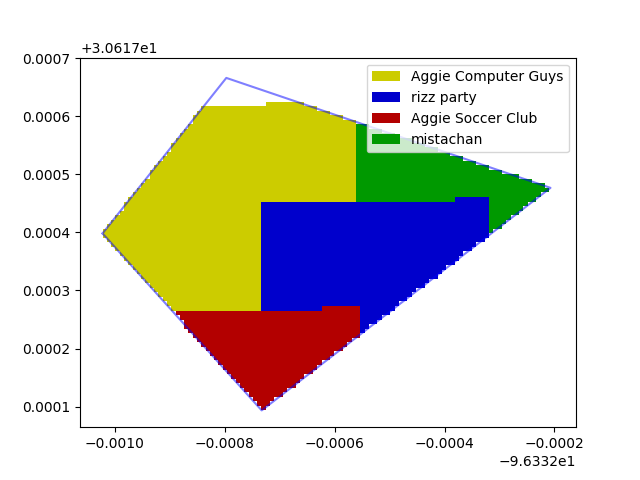 +3.0617e1
0.0007
0.0006
0.0005
0.0004
0.0003
0.0002
0.0001
Aggie Computer Guys
rizz party
Aggie Soccer Club
mistachan
−0.0010
−0.0008
−0.0006
−0.0004
−0.0002
−9.6332e1